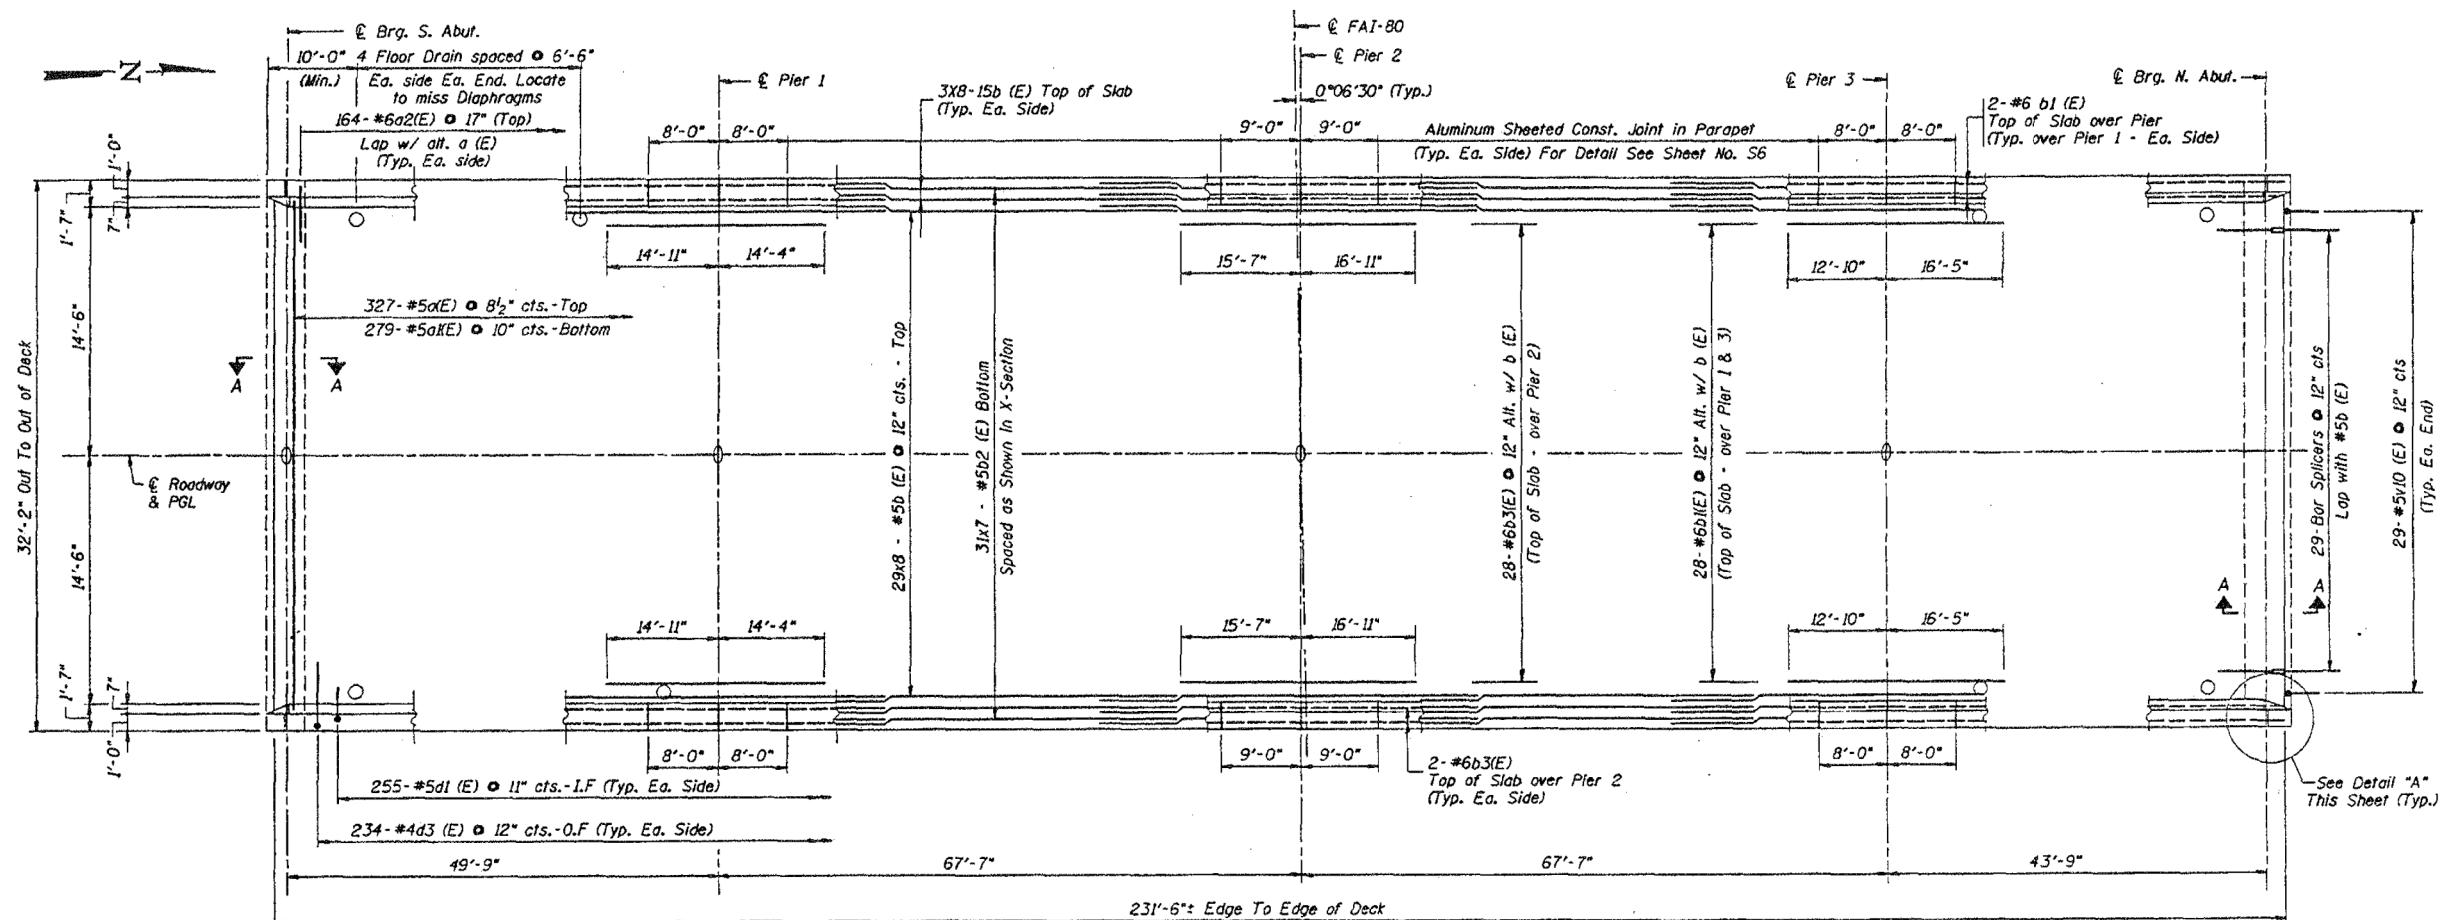 ℄ Brg. S. Abut.
10'-0"
(Min.)
4 Floor Drain spaced @ 6'-6"
Ea. side Ea. End. Locate
to miss Diaphragms
N
164-#6a2(E) @ 17" (Top)
Lap w/ alt. a (E)
(Typ. Ea. side)
℄ Pier 1
8'-0" 8'-0"
3X8-15b (E) Top of Slab
(Typ. Ea. Side)
℄ FAI-80
℄ Pier 2
0°06'30" (Typ.)
9'-0" 9'-0"
Aluminum Sheeted Const. Joint in Parapet
(Typ. Ea. Side) For Detail See Sheet No. S6
℄ Pier 3
8'-0" 8'-0"
℄ Brg. N. Abut.
2-#6 b1 (E)
Top of Slab over Pier
(Typ. over Pier 1 - Ea. Side)
1'-0"
7"
1'-7"
14'-6"
32'-2" Out To Out of Deck
14'-6"
1'-7"
7"
1'-0"
14'-11" 14'-4"
15'-7" 16'-11"
12'-10" 16'-5"
327-#5a(E) @ 8½" cts.-Top
279-#5a1(E) @ 10" cts.-Bottom
A A
℄ Roadway
& PGL
29x8 - #5b (E) @ 12" cts. - Top
31x7 - #5b2 (E) Bottom
Spaced as Shown in X-Section
28-#6b3(E) @ 12" Alt. w/ b (E)
(Top of Slab - over Pier 2)
28-#6b1(E) @ 12" Alt. w/ b (E)
(Top of Slab - over Pier 1 & 3)
29-Bar Splicers @ 12" cts
Lap with #5b (E)
29-#5v10 (E) @ 12" cts
(Typ. Ea. End)
A A
14'-11" 14'-4"
15'-7" 16'-11"
12'-10" 16'-5"
8'-0" 8'-0"
9'-0" 9'-0"
8'-0" 8'-0"
2-#6b3(E)
Top of Slab over Pier 2
(Typ. Ea. Side)
See Detail "A"
This Sheet (Typ.)
255-#5d1 (E) @ 11" cts.-I.F (Typ. Ea. Side)
234-#4d3 (E) @ 12" cts.-O.F (Typ. Ea. Side)
49'-9" 67'-7" 67'-7" 43'-9"
231'-6"± Edge To Edge of Deck